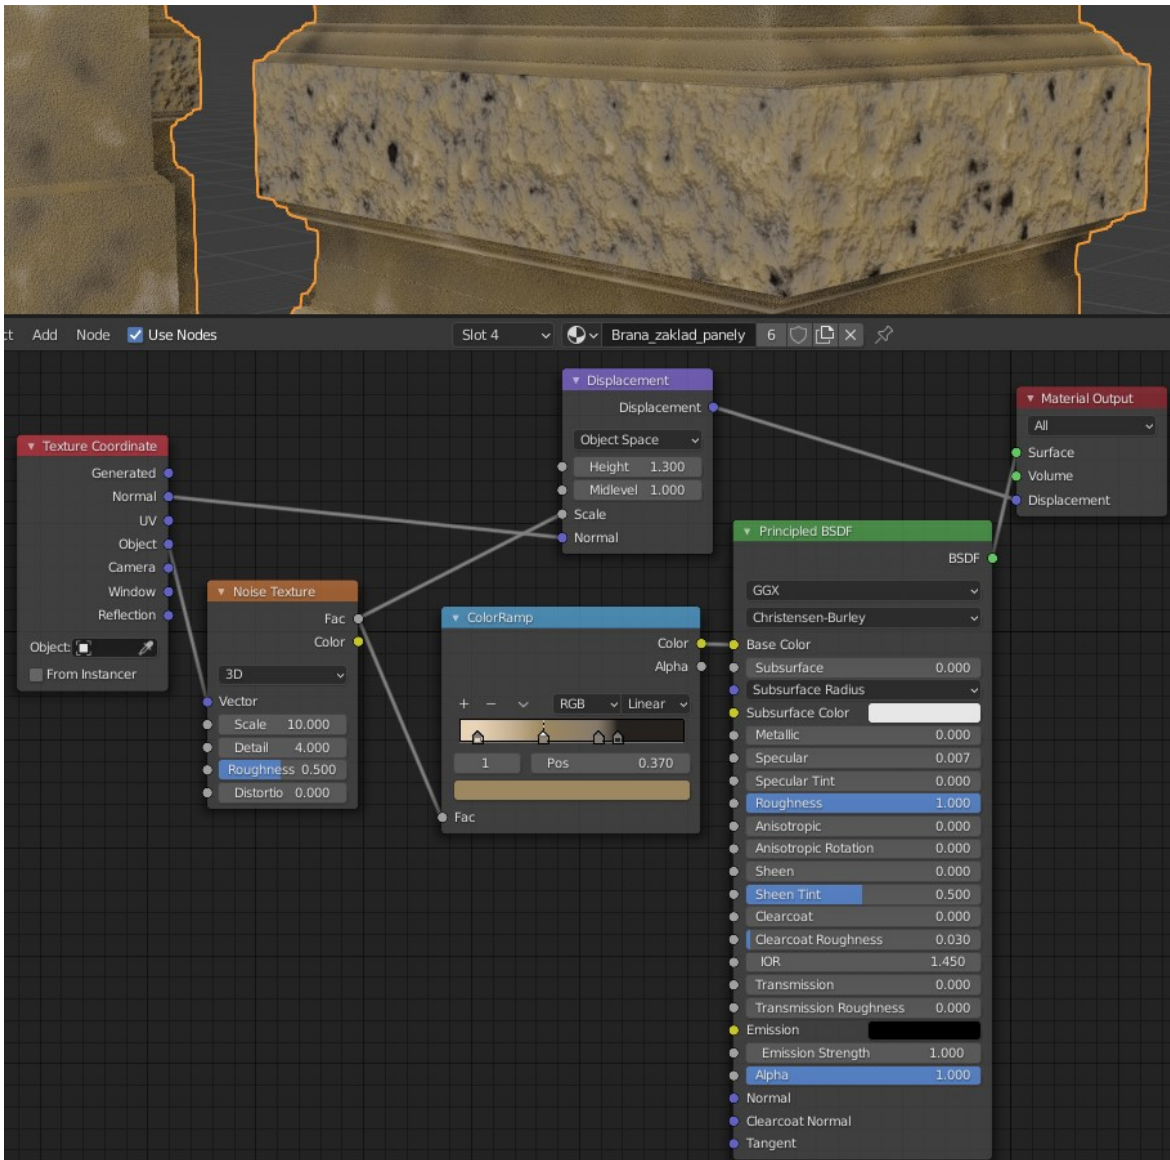 ct Add Node Use Nodes Slot 4 Brana_zaklad_panely 6
Texture Coordinate
Generated
Normal
UV
Object
Camera
Window
Reflection
Object:
From Instancer
Noise Texture
Fac
Color
3D
Vector
Scale 10.000
Detail 4.000
Roughness 0.500
Distortio 0.000
Displacement
Displacement
Object Space
Height 1.300
Midlevel 1.000
Scale
Normal
ColorRamp
Color
Alpha
+ − RGB Linear
1 Pos 0.370
Fac
Principled BSDF
BSDF
GGX
Christensen-Burley
Base Color
Subsurface 0.000
Subsurface Radius
Subsurface Color
Metallic 0.000
Specular 0.007
Specular Tint 0.000
Roughness 1.000
Anisotropic 0.000
Anisotropic Rotation 0.000
Sheen 0.000
Sheen Tint 0.500
Clearcoat 0.000
Clearcoat Roughness 0.030
IOR 1.450
Transmission 0.000
Transmission Roughness 0.000
Emission
Emission Strength 1.000
Alpha 1.000
Normal
Clearcoat Normal
Tangent
Material Output
All
Surface
Volume
Displacement